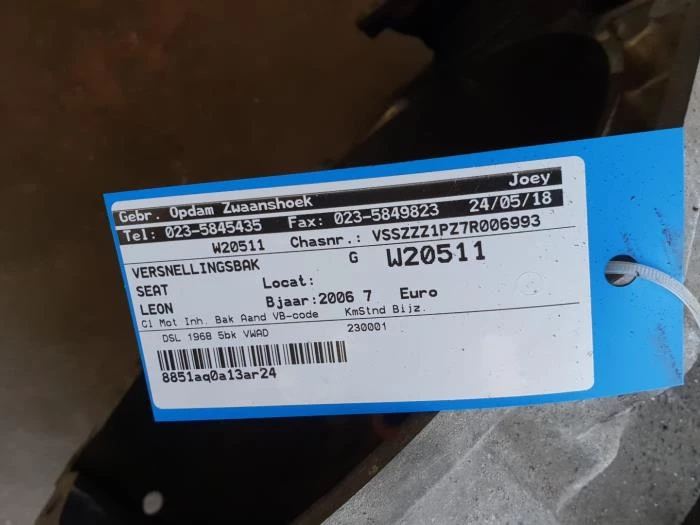 Gebr. Opdam Zwaanshoek Joey
Tel: 023-5845435 Fax: 023-5849823 24/05/18
W20511 Chasnr.: VSSZZZ1PZ7R006993
VERSNELLINGSBAK G W20511
SEAT Locat:
LEON Bjaar:2006 7 Euro
Cl Mot Inh. Bak Aand VB-code KmStnd Bijz.
DSL 1968 5bk VWAD 230001
8851aq0a13ar24